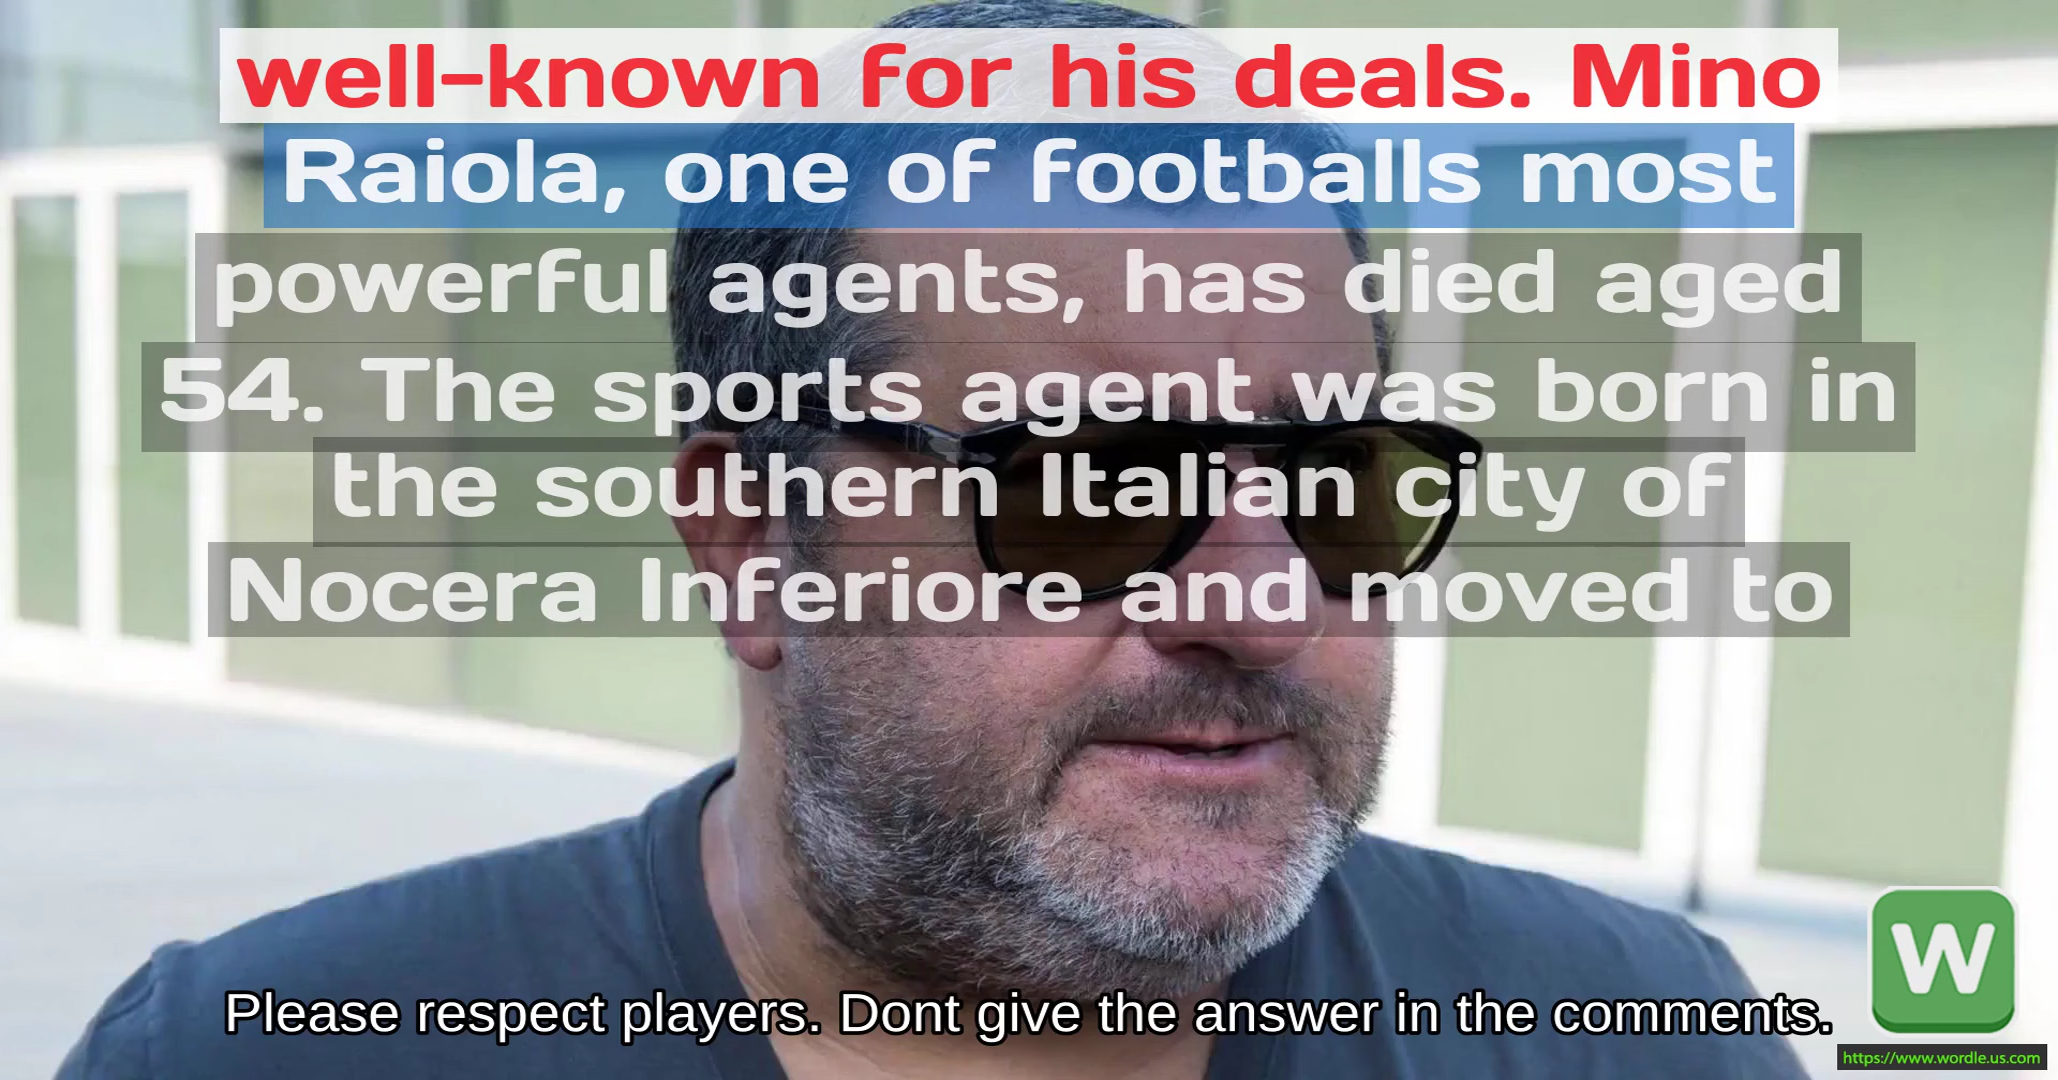 well-known for his deals. Mino
Raiola, one of footballs most
powerful agents, has died aged
54. The sports agent was born in
the southern Italian city of
Nocera Inferiore and moved to
Please respect players. Dont give the answer in the comments.
W
https://www.wordle.us.com